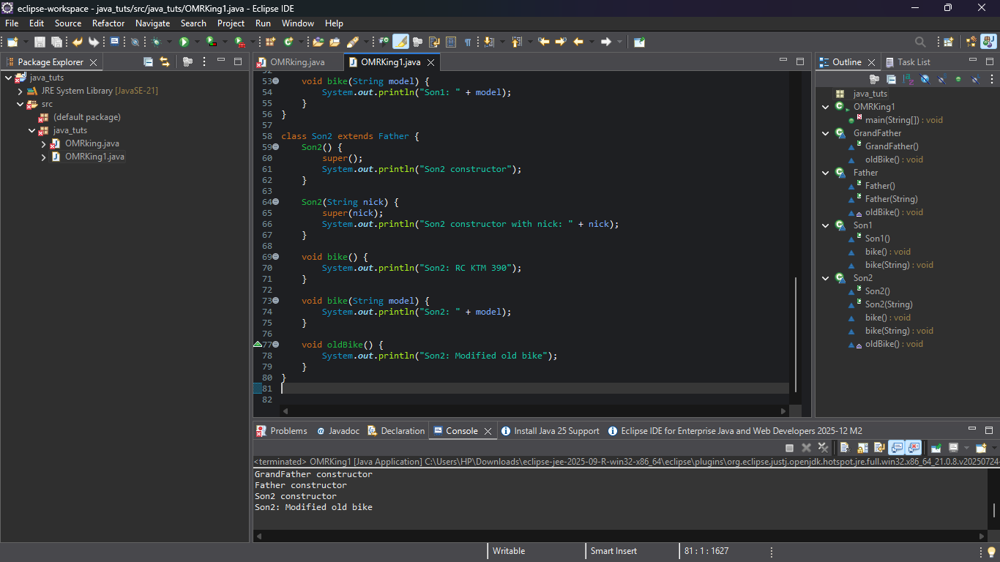 eclipse-workspace - java_tuts/src/java_tuts/OMRKing1.java - Eclipse IDE
File Edit Source Refactor Navigate Search Project Run Window Help
Package Explorer
java_tuts
JRE System Library [JavaSE-21]
src
(default package)
java_tuts
OMRking.java
OMRKing1.java
OMRking.java OMRKing1.java
52
53 void bike(String model) {
54 System.out.println("Son1: " + model);
55 }
56 }
57
58 class Son2 extends Father {
59 Son2() {
60 super();
61 System.out.println("Son2 constructor");
62 }
63
64 Son2(String nick) {
65 super(nick);
66 System.out.println("Son2 constructor with nick: " + nick);
67 }
68
69 void bike() {
70 System.out.println("Son2: RC KTM 390");
71 }
72
73 void bike(String model) {
74 System.out.println("Son2: " + model);
75 }
76
77 void oldBike() {
78 System.out.println("Son2: Modified old bike");
79 }
80 }
81
82
Outline Task List
java_tuts
OMRKing1
main(String[]) : void
GrandFather
GrandFather()
oldBike() : void
Father
Father()
Father(String)
oldBike() : void
Son1
Son1()
bike() : void
bike(String) : void
Son2
Son2()
Son2(String)
bike() : void
bike(String) : void
oldBike() : void
Problems Javadoc Declaration Console Install Java 25 Support Eclipse IDE for Enterprise Java and Web Developers 2025-12 M2
<terminated> OMRKing1 [Java Application] C:\Users\HP\Downloads\eclipse-jee-2025-09-R-win32-x86_64\eclipse\plugins\org.eclipse.justj.openjdk.hotspot.jre.full.win32.x86_64_21.0.8.v20250724-
GrandFather constructor
Father constructor
Son2 constructor
Son2: Modified old bike
Writable Smart Insert 81 : 1 : 1627